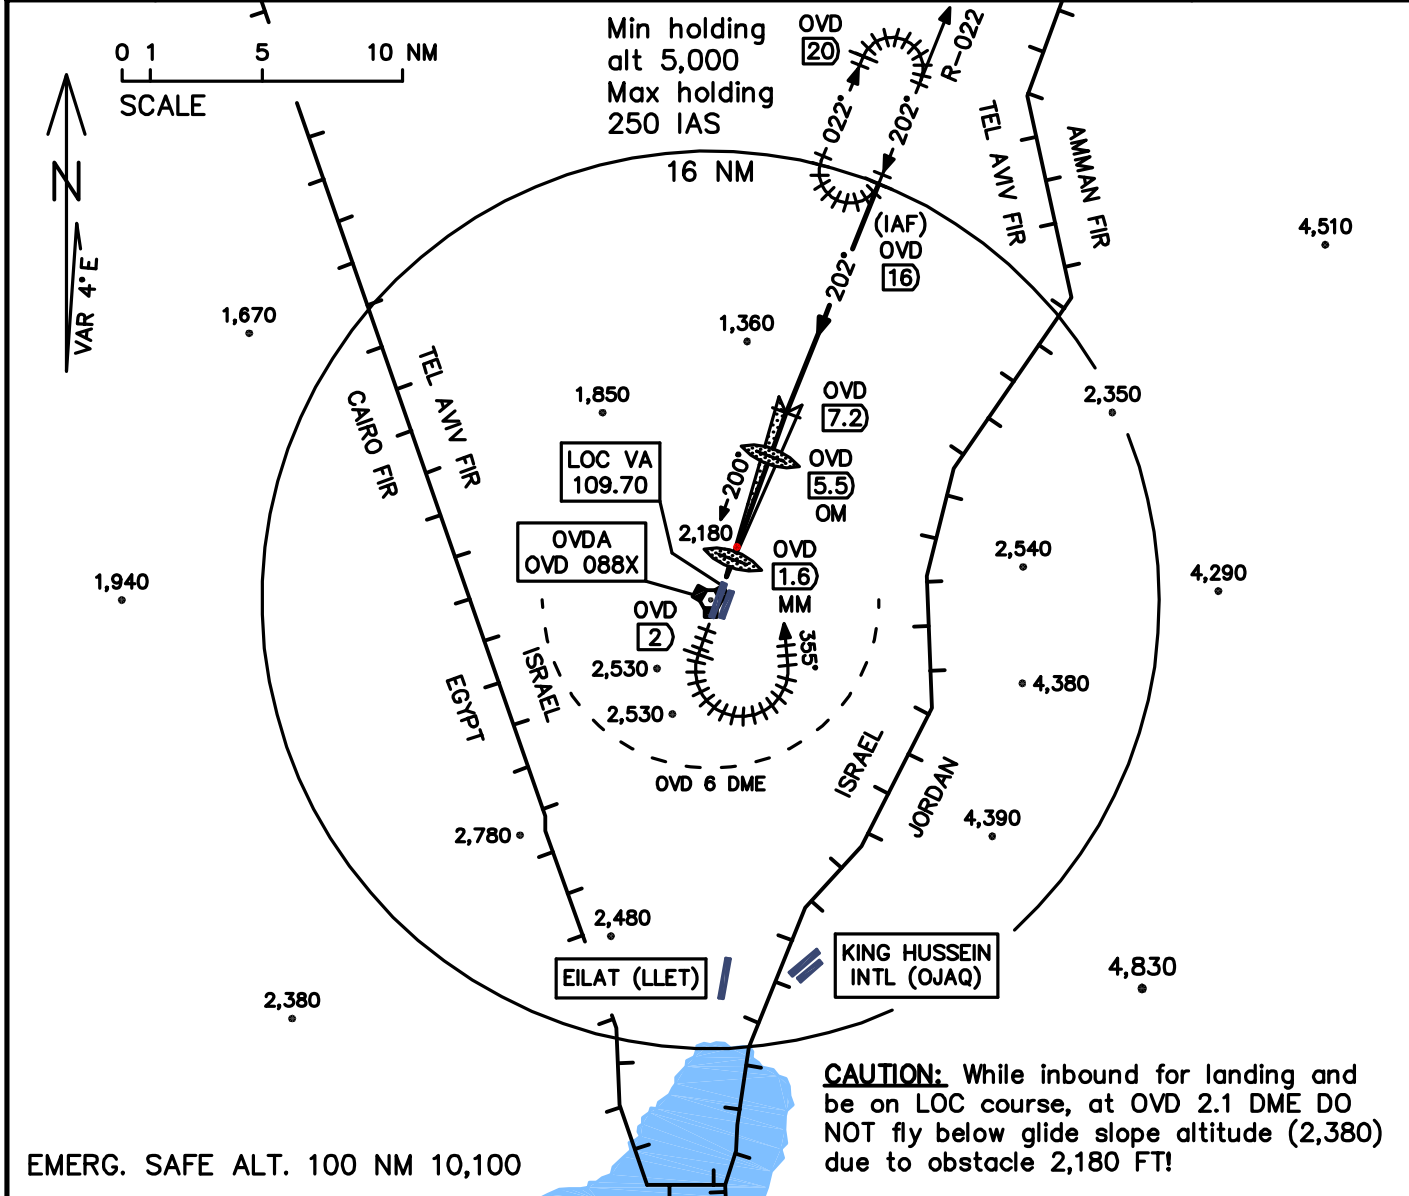 0 1 5 10 NM
SCALE
N
VAR 4°E
Min holding
alt 5,000
Max holding
250 IAS
OVD
20
R-022
022°
202°
16 NM
(IAF)
OVD
16
202°
TEL AVIV FIR
AMMAN FIR
4,510
1,670
1,360
TEL AVIV FIR
CAIRO FIR
1,850
OVD
7.2
2,350
LOC VA
109.70
200°
OVD
5.5
OM
2,180
OVDA
OVD 088X
OVD
1.6
MM
2,540
4,290
1,940
OVD
2
355°
2,530
2,530
4,380
ISRAEL
EGYPT
OVD 6 DME
ISRAEL
JORDAN
4,390
2,780
2,480
EILAT (LLET)
KING HUSSEIN
INTL (OJAQ)
4,830
2,380
CAUTION: While inbound for landing and
be on LOC course, at OVD 2.1 DME DO
NOT fly below glide slope altitude (2,380)
due to obstacle 2,180 FT!
EMERG. SAFE ALT. 100 NM 10,100